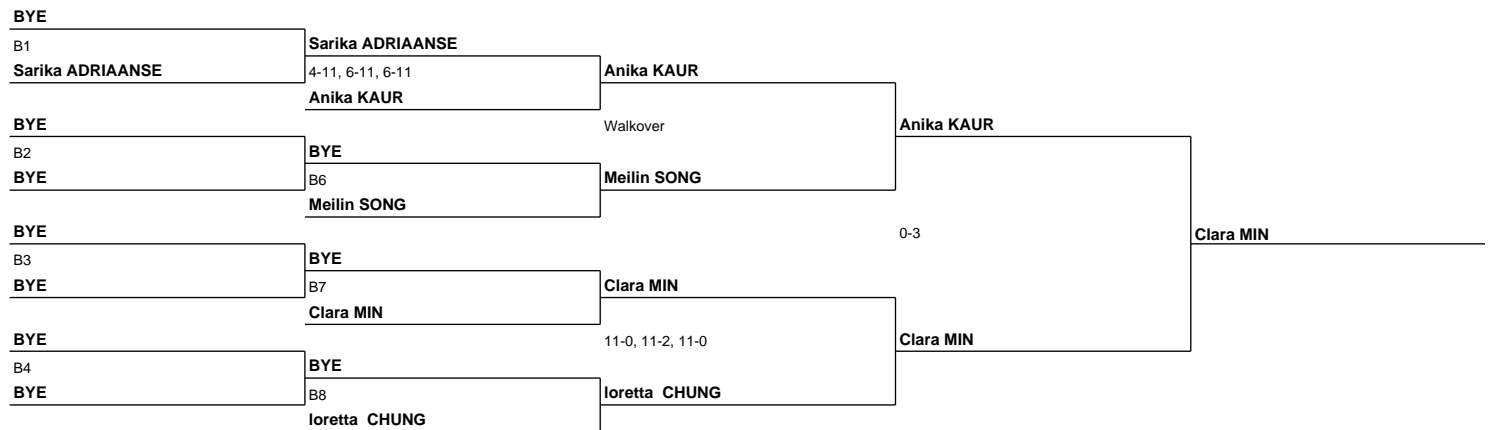 BYE
B1
Sarika ADRIAANSE
BYE
B2
BYE
BYE
B3
BYE
BYE
B4
BYE
Sarika ADRIAANSE
4-11, 6-11, 6-11
Anika KAUR
BYE
B6
Meilin SONG
BYE
B7
Clara MIN
BYE
B8
loretta CHUNG
Anika KAUR
Walkover
Meilin SONG
Clara MIN
11-0, 11-2, 11-0
loretta CHUNG
Anika KAUR
0-3
Clara MIN
Clara MIN